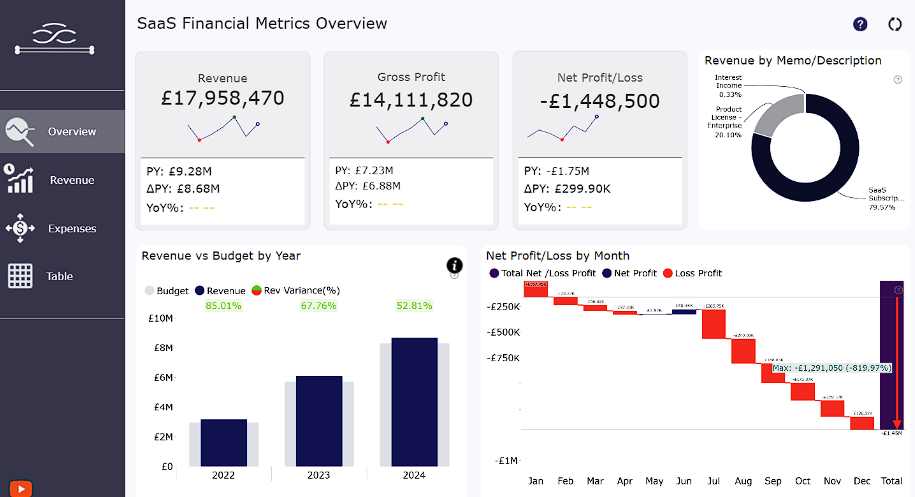 SaaS Financial Metrics Overview
?
Overview
Revenue
Expenses
Table
Revenue
£17,958,470
PY: £9.28M
ΔPY: £8.68M
YoY%: -- --
Gross Profit
£14,111,820
PY: £7.23M
ΔPY: £6.88M
YoY%: -- --
Net Profit/Loss
-£1,448,500
PY: -£1.75M
ΔPY: £299.90K
YoY%: -- --
Revenue by Memo/Description
Interest
Income
0.33%
Product
License -
Enterprise
20.10%
SaaS
Subscrip...
79.57%
Revenue vs Budget by Year
i
Budget Revenue Rev Variance(%)
85.01% 67.76% 52.81%
£10M
£8M
£6M
£4M
£2M
£0
2022 2023 2024
Net Profit/Loss by Month
Total Net /Loss Profit Net Profit Loss Profit
-£250K
-£500K
-£750K
-£1M
Max: -£1,291,050 (-819.97%)
-£1.45M
Jan Feb Mar Apr May Jun Jul Aug Sep Oct Nov Dec Total